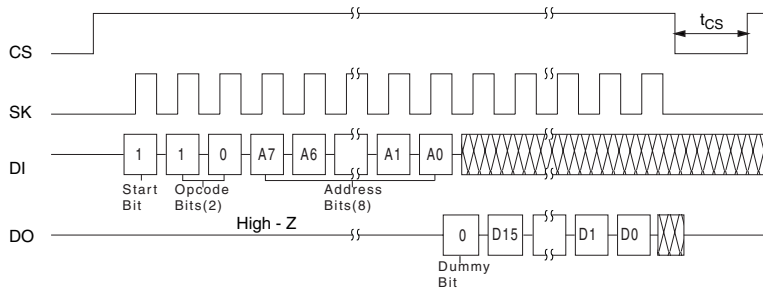 tCS
CS
SK
DI
1 1 0 A7 A6 A1 A0
Start
Bit
Opcode
Bits(2)
Address
Bits(8)
High - Z
DO
0 D15 D1 D0
Dummy
Bit